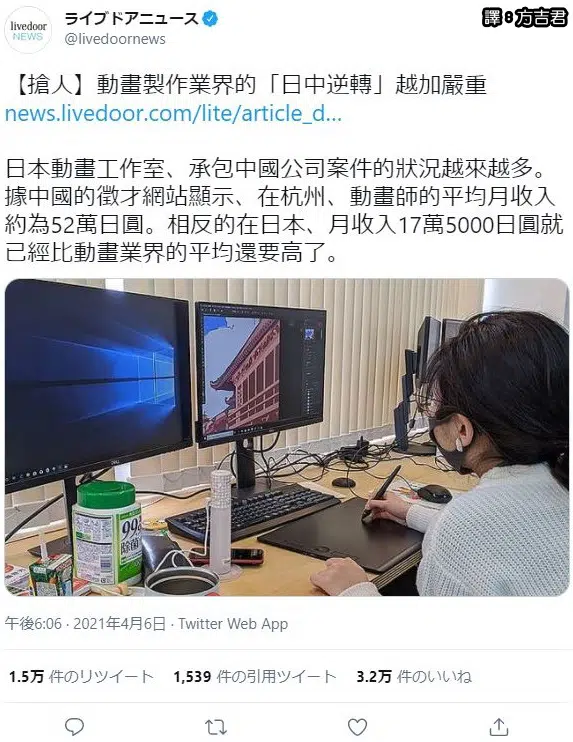 livedoor
NEWS
ライブドアニュース
@livedoornews
譯:方吉君
【搶人】動畫製作業界的「日中逆轉」越加嚴重
news.livedoor.com/lite/article_d...
日本動畫工作室、承包中國公司案件的狀況越來越多。
據中國的徵才網站顯示、在杭州、動畫師的平均月收入
約為52萬日圓。相反的在日本、月收入17萬5000日圓就
已經比動畫業界的平均還要高了。
DELL
DELL
除菌
午後6:06 · 2021年4月6日 · Twitter Web App
1.5万 件のリツイート 1,539 件の引用ツイート 3.2万 件のいいね